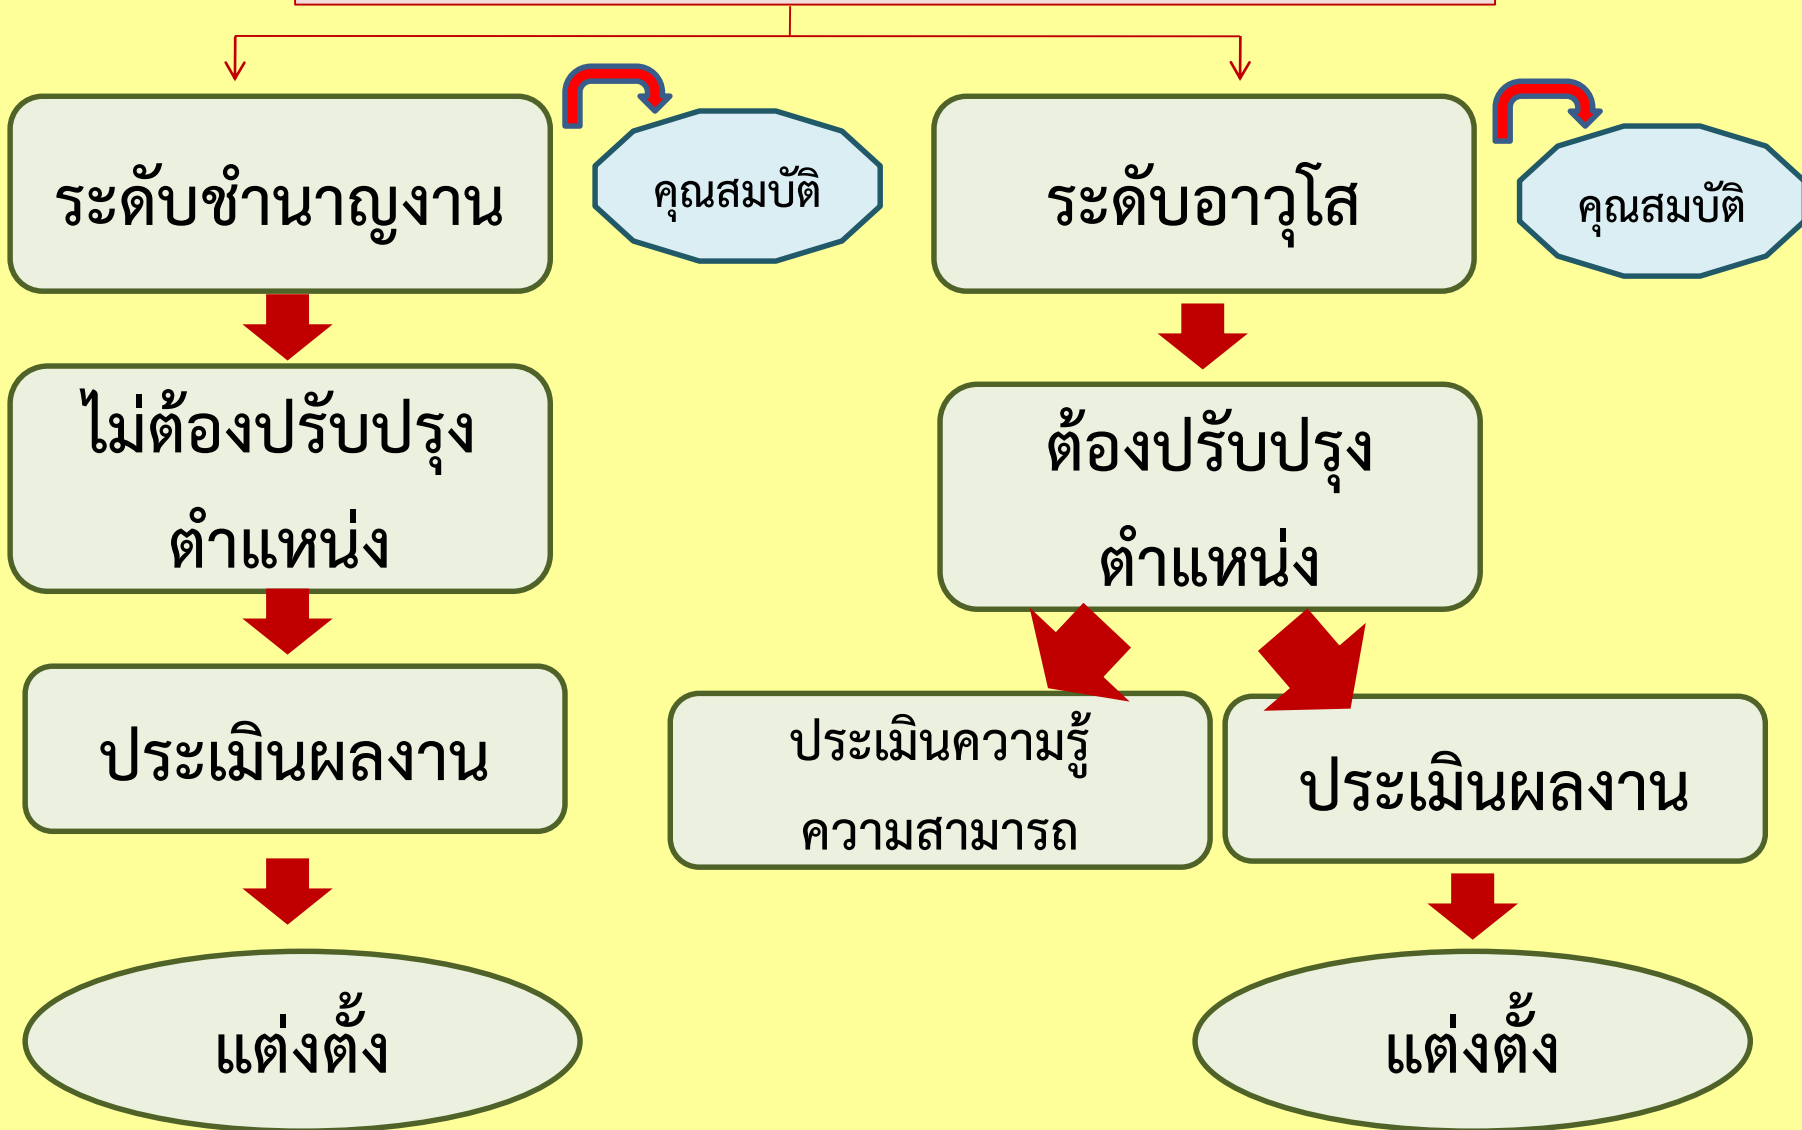 ระดับชำนาญงาน
คุณสมบัติ
ระดับอาวุโส
คุณสมบัติ
ไม่ต้องปรับปรุง
ตำแหน่ง
ต้องปรับปรุง
ตำแหน่ง
ประเมินผลงาน
ประเมินความรู้
ความสามารถ
ประเมินผลงาน
แต่งตั้ง
แต่งตั้ง